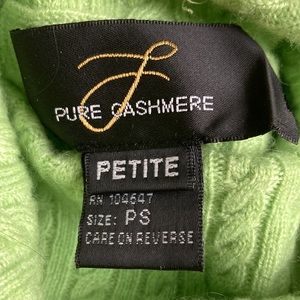 J
PURE CASHMERE
PETITE
RN 104647
SIZE: PS
CARE ON REVERSE